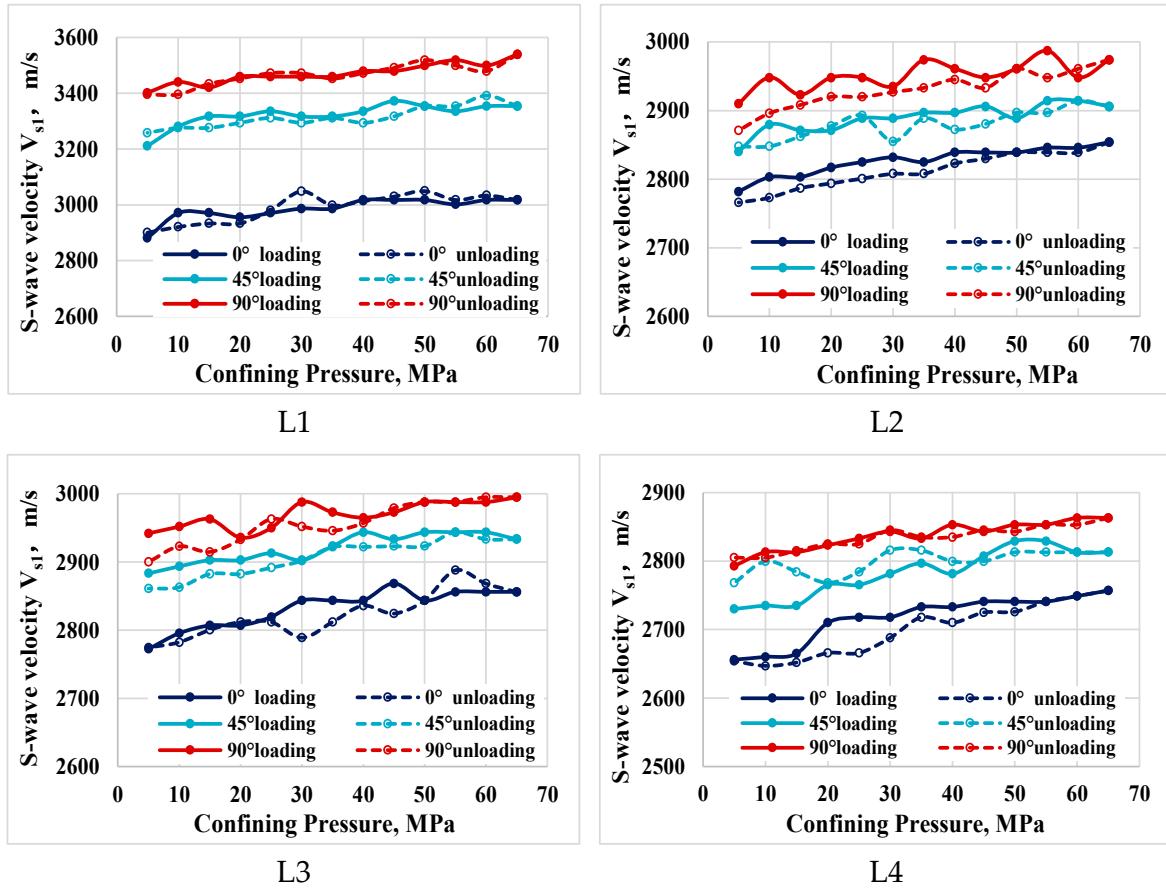 S-wave velocity Vs1, m/s
3600
3400
3200
3000
2800
2600
0° loading
0° unloading
45°loading
45°unloading
90°loading
90°unloading
0 10 20 30 40 50 60 70
Confining Pressure, MPa
L1
S-wave velocity Vs1, m/s
3000
2900
2800
2700
2600
0° loading
0° unloading
45°loading
45°unloading
90°loading
90°unloading
0 10 20 30 40 50 60 70
Confining Pressure, MPa
L2
S-wave velocity Vs1, m/s
3000
2900
2800
2700
2600
0° loading
0° unloading
45°loading
45°unloading
90°loading
90°unloading
0 10 20 30 40 50 60 70
Confining Pressure, MPa
L3
S-wave velocity Vs1, m/s
2900
2800
2700
2600
2500
0° loading
0° unloading
45°loading
45°unloading
90°loading
90°unloading
0 10 20 30 40 50 60 70
Confining Pressure, MPa
L4